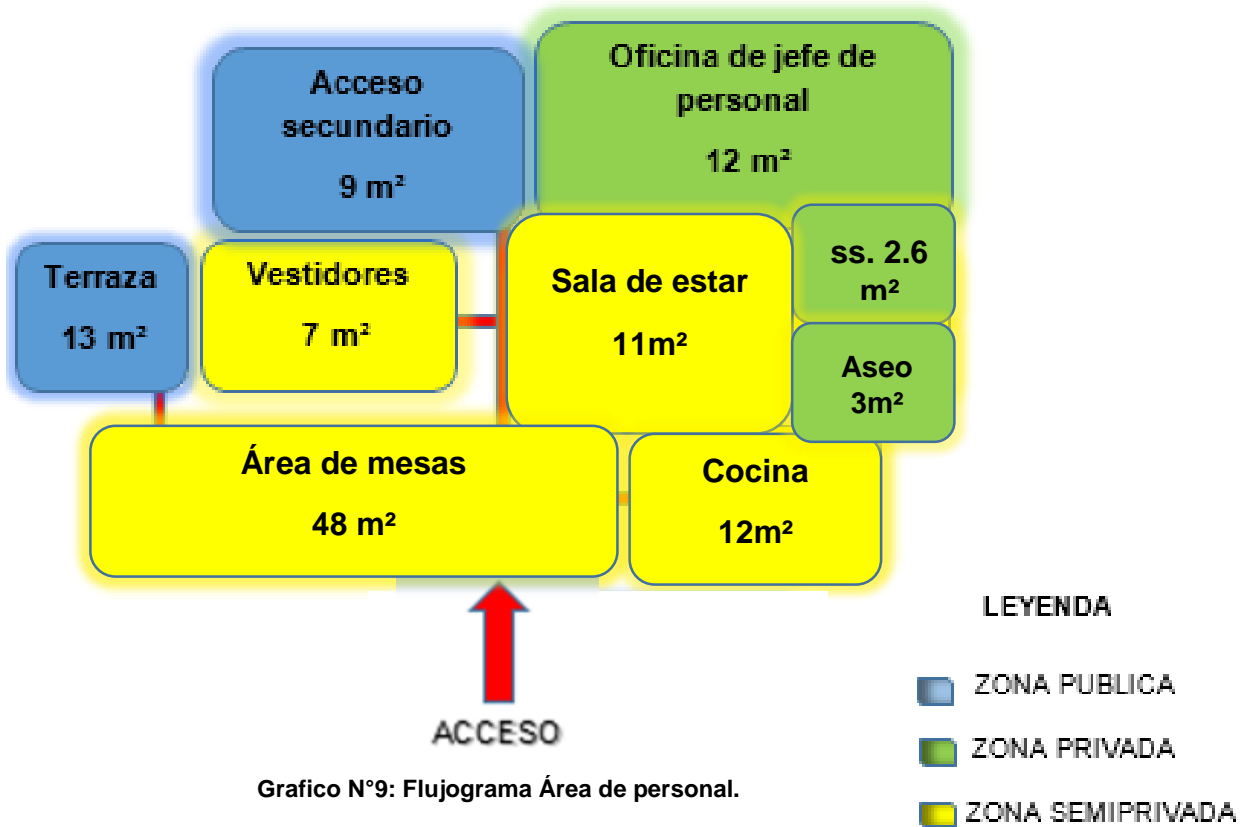 Acceso
secundario
9 m²
Oficina de jefe de
personal
12 m²
Terraza
13 m²
Vestidores
7 m²
Sala de estar
11m²
ss. 2.6
m²
Aseo
3m²
Área de mesas
48 m²
Cocina
12m²
ACCESO
Grafico N°9: Flujograma Área de personal.
LEYENDA
ZONA PUBLICA
ZONA PRIVADA
ZONA SEMIPRIVADA